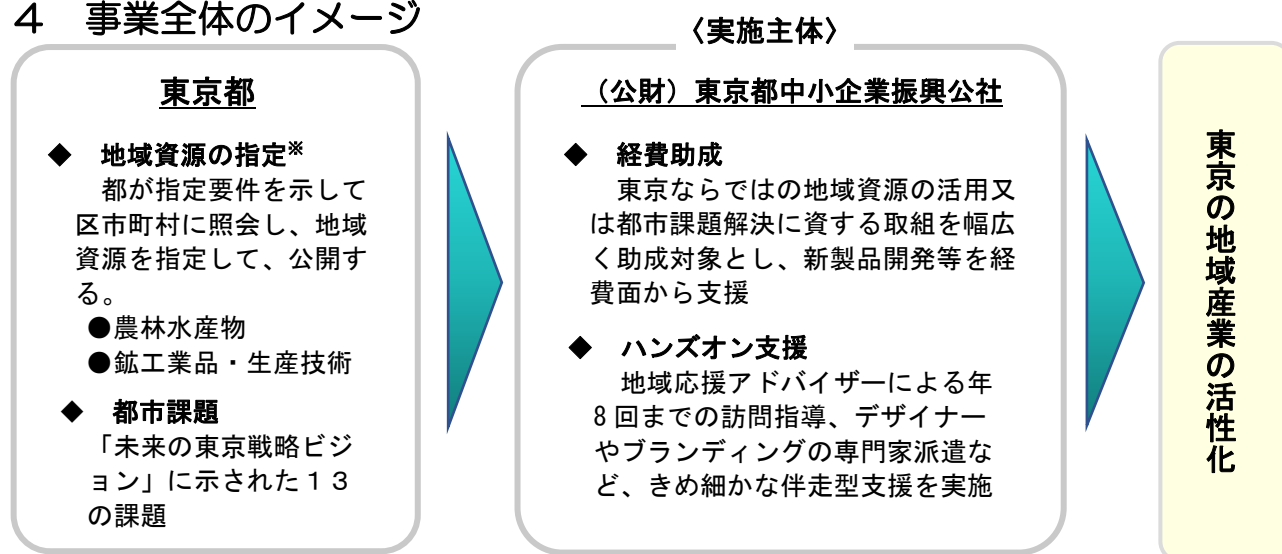 ４　事業全体のイメージ
東京都
◆　地域資源の指定※
都が指定要件を示して
区市町村に照会し、地域
資源を指定して、公開す
る。
●農林水産物
●鉱工業品・生産技術
◆　都市課題
「未来の東京戦略ビジ
ョン」に示された１３
の課題
〈実施主体〉
（公財）東京都中小企業振興公社
◆　経費助成
東京ならではの地域資源の活用又
は都市課題解決に資する取組を幅広
く助成対象とし、新製品開発等を経
費面から支援
◆　ハンズオン支援
地域応援アドバイザーによる年
8回までの訪問指導、デザイナー
やブランディングの専門家派遣な
ど、きめ細かな伴走型支援を実施
東京の地域産業の活性化